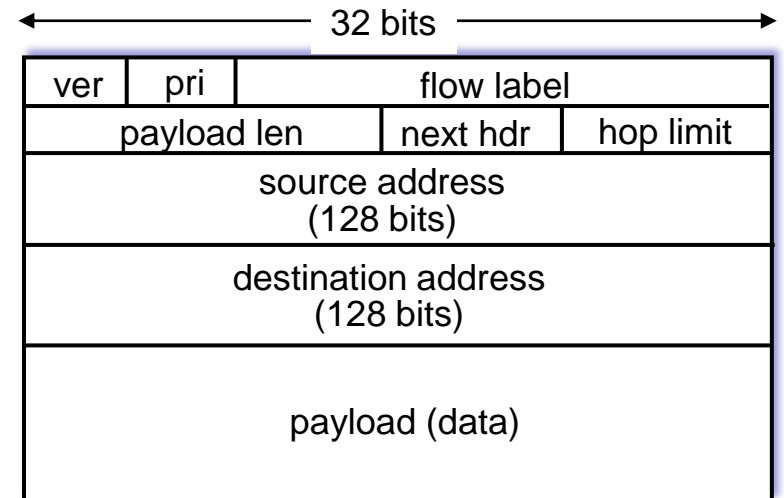 32 bits
ver pri flow label
payload len next hdr hop limit
source address
(128 bits)
destination address
(128 bits)
payload (data)